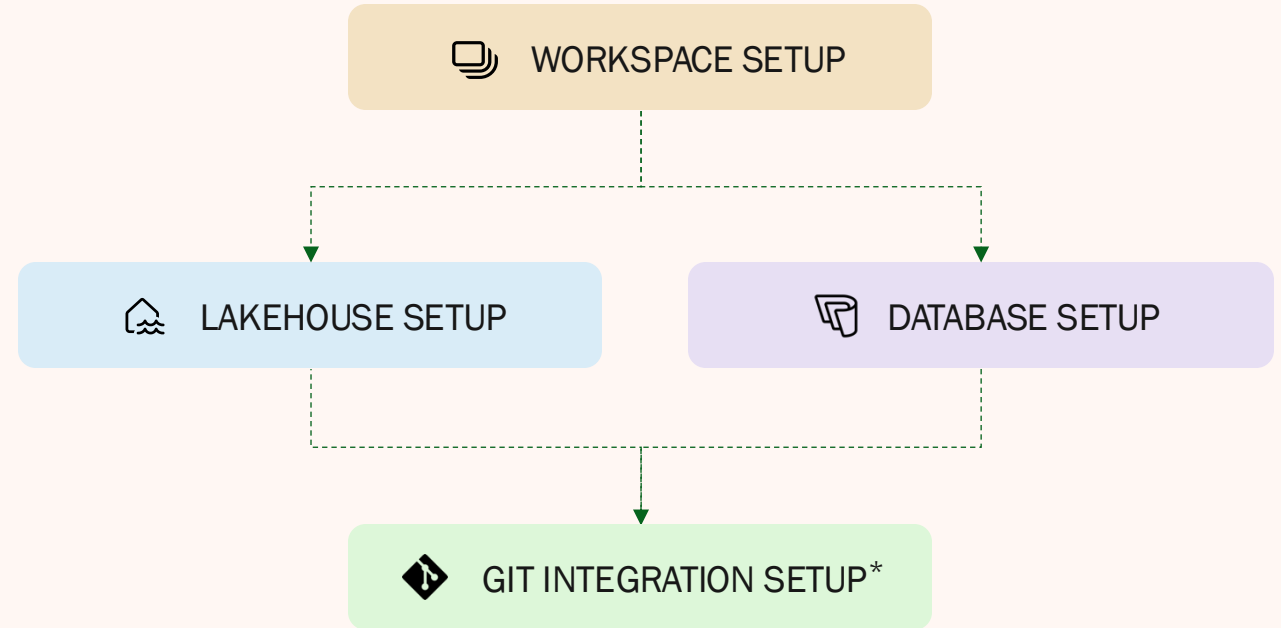 WORKSPACE SETUP
LAKEHOUSE SETUP
DATABASE SETUP
GIT INTEGRATION SETUP*